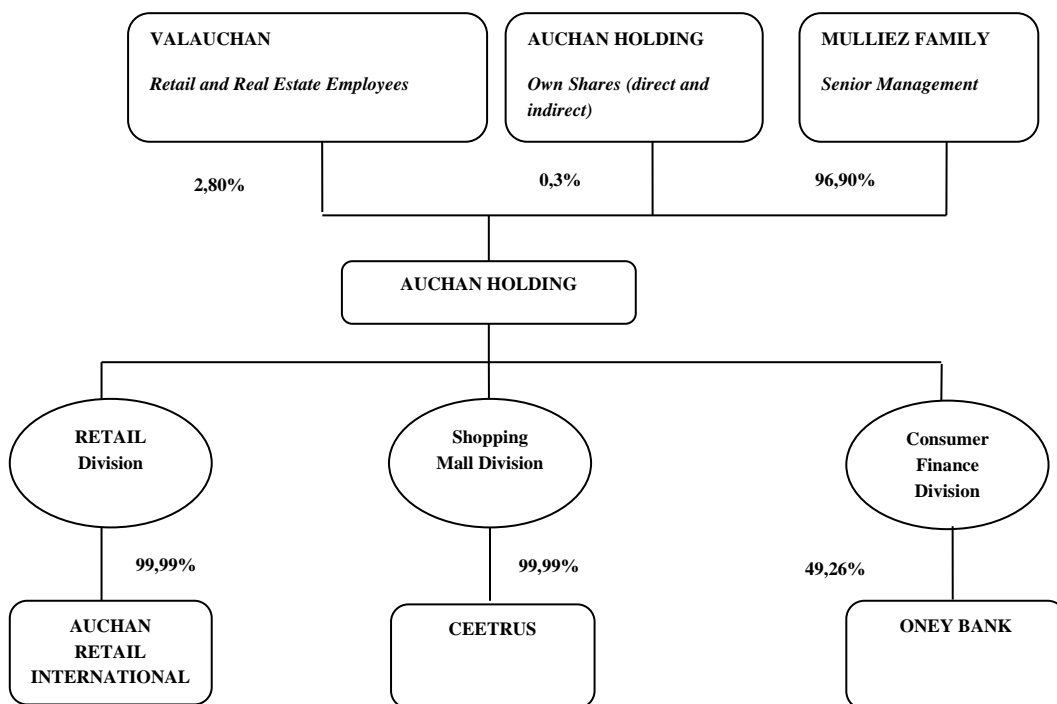 VALAUCHAN
Retail and Real Estate Employees
AUCHAN HOLDING
Own Shares (direct and
indirect)
MULLIEZ FAMILY
Senior Management
2,80%
0,3%
96,90%
AUCHAN HOLDING
RETAIL
Division
Shopping
Mall Division
Consumer
Finance
Division
99,99%
99,99%
49,26%
AUCHAN
RETAIL
INTERNATIONAL
CEETRUS
ONEY BANK